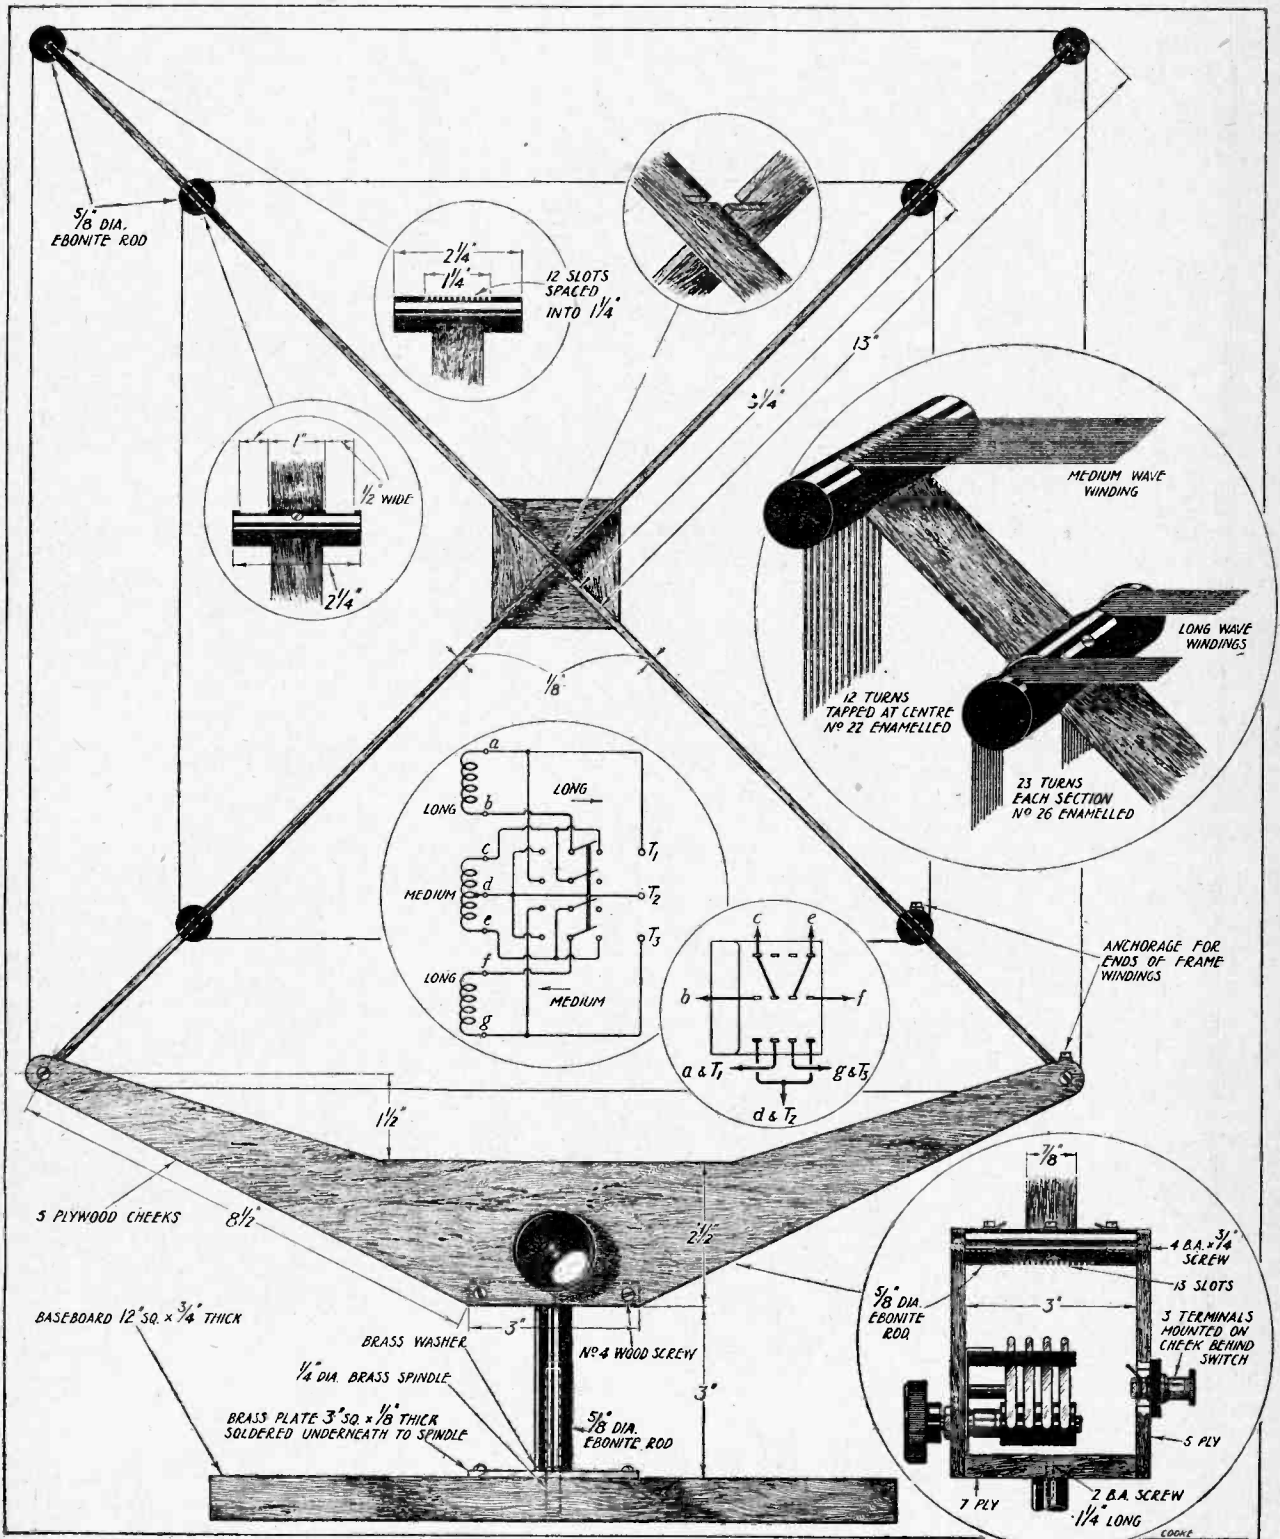 5/8" DIA.
EBONITE ROD
2 1/4"
1 1/4"
12 SLOTS
SPACED
INTO 1 1/4"
13"
1"
1/2" WIDE
2 1/4"
MEDIUM WAVE
WINDING
LONG WAVE
WINDINGS
12 TURNS
TAPPED AT CENTRE
Nº 22 ENAMELLED
23 TURNS
EACH SECTION
Nº 26 ENAMELLED
1/8"
a
LONG
LONG
b
c
T1
d
MEDIUM
T2
e
T3
f
LONG
MEDIUM
g
c
e
b
f
a & T1
g & T3
d & T2
ANCHORAGE FOR
ENDS OF FRAME
WINDINGS
1 1/2"
5 PLYWOOD CHEEKS
8 1/2"
2 1/2"
BASEBOARD 12" SQ. × 3/4" THICK
3"
BRASS WASHER
Nº 4 WOOD SCREW
1/4" DIA. BRASS SPINDLE
3"
BRASS PLATE 3" SQ. × 1/8" THICK
SOLDERED UNDERNEATH TO SPINDLE
5/8" DIA.
EBONITE ROD
7/8"
4 B.A. × 3/4"
SCREW
13 SLOTS
5/8" DIA.
EBONITE
ROD
3"
3 TERMINALS
MOUNTED ON
CHEEK BEHIND
SWITCH
5 PLY
7 PLY
2 B.A. SCREW
1 1/4" LONG
COOKE